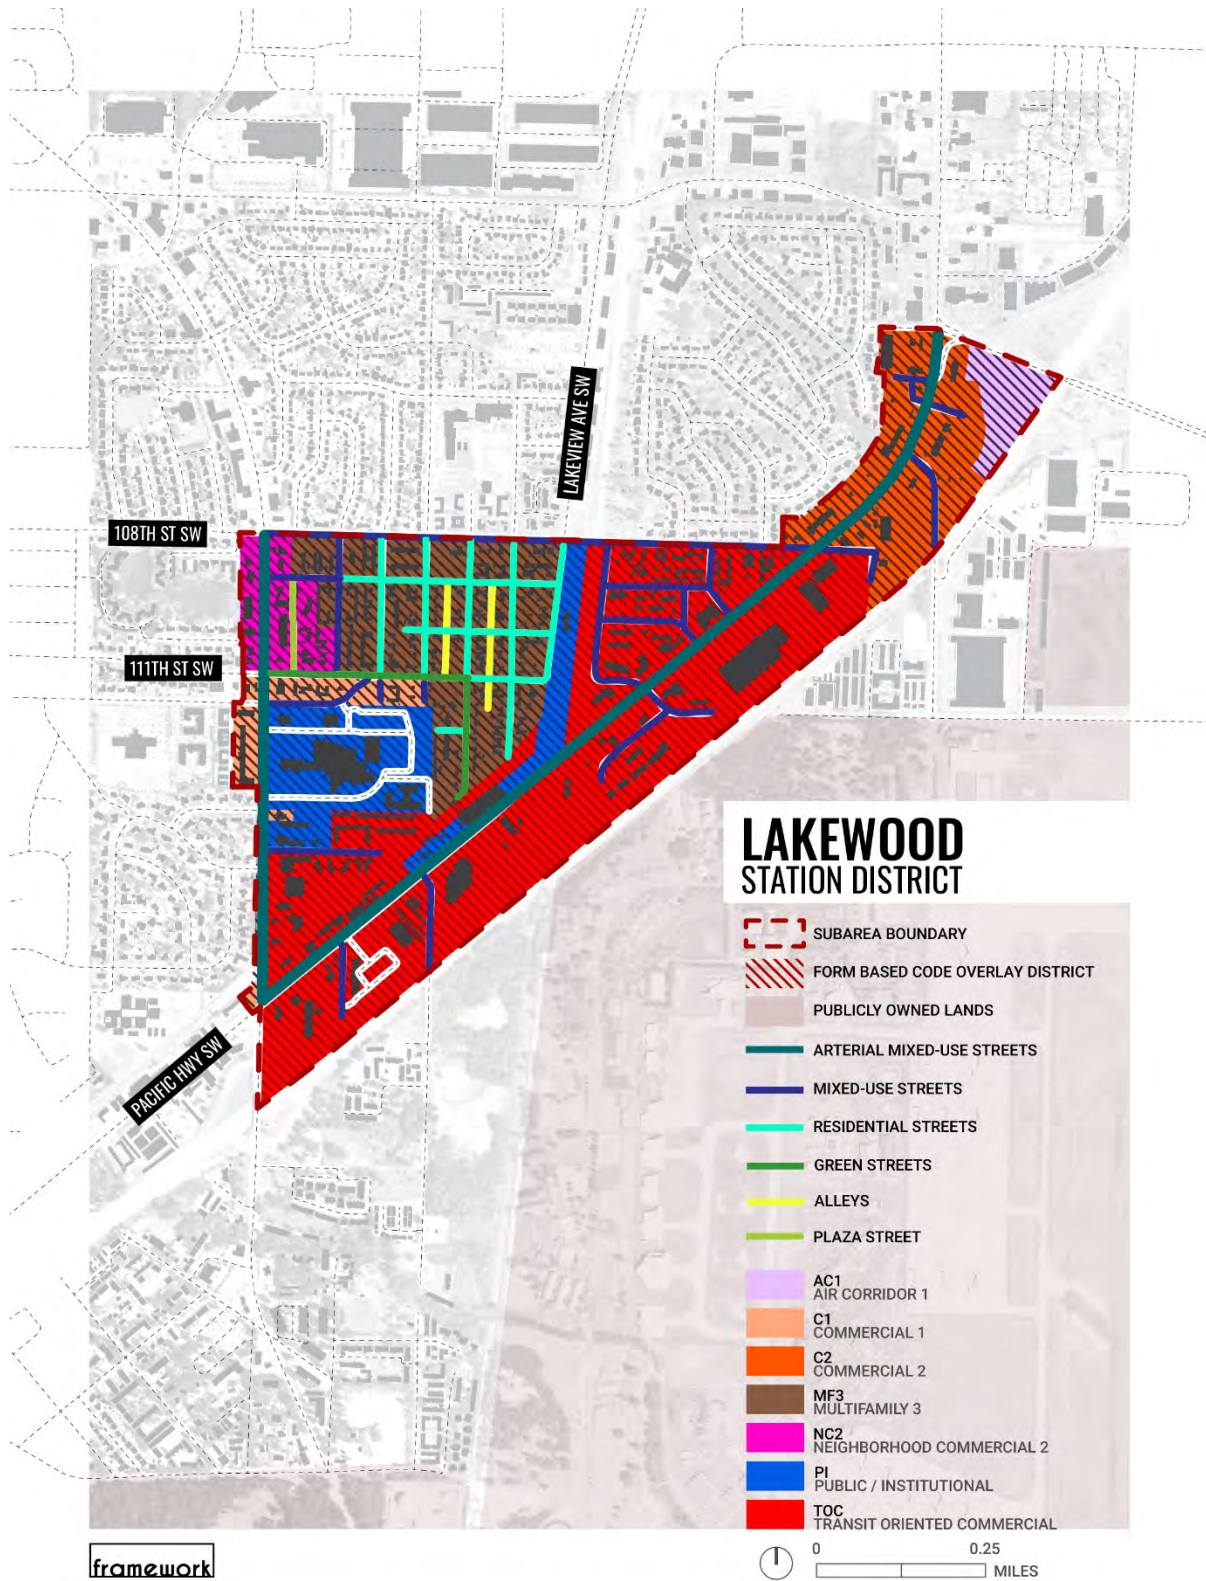 LAKEVIEW AVE SW
108TH ST SW
111TH ST SW
PACIFIC HWY SW
LAKEWOOD
STATION DISTRICT
SUBAREA BOUNDARY
FORM BASED CODE OVERLAY DISTRICT
PUBLICLY OWNED LANDS
ARTERIAL MIXED-USE STREETS
MIXED-USE STREETS
RESIDENTIAL STREETS
GREEN STREETS
ALLEYS
PLAZA STREET
AC1
AIR CORRIDOR 1
C1
COMMERCIAL 1
C2
COMMERCIAL 2
MF3
MULTIFAMILY 3
NC2
NEIGHBORHOOD COMMERCIAL 2
PI
PUBLIC / INSTITUTIONAL
TOC
TRANSIT ORIENTED COMMERCIAL
0 0.25
MILES
framework